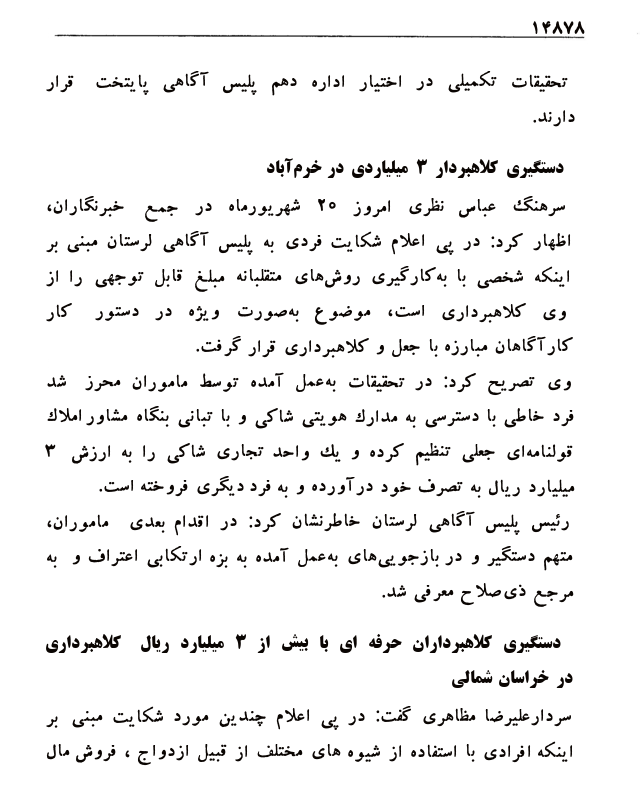 ۱۴۸۷۸
تحقیقات تکمیلی در اختیار اداره دهم پلیس آگاهی پایتخت قرار
دارند.
دستگیری کلاهبردار ۳ میلیاردی در خرم‌آباد
سرهنگ عباس نظری امروز ۲۰ شهریورماه در جمع خبرنگاران،
اظهار کرد: در پی اعلام شکایت فردی به پلیس آگاهی لرستان مبنی بر
اینکه شخصی با به‌کارگیری روش‌های متقلبانه مبلغ قابل توجهی را از
وی کلاهبرداری است، موضوع به‌صورت ویژه در دستور کار
کارآگاهان مبارزه با جعل و کلاهبرداری قرار گرفت.
وی تصریح کرد: در تحقیقات به‌عمل آمده توسط ماموران محرز شد
فرد خاطی با دسترسی به مدارک هویتی شاکی و با تبانی بنگاه مشاور املاک
قولنامه‌ای جعلی تنظیم کرده و یک واحد تجاری شاکی را به ارزش ۳
میلیارد ریال به تصرف خود درآورده و به فرد دیگری فروخته است.
رئیس پلیس آگاهی لرستان خاطرنشان کرد: در اقدام بعدی ماموران،
متهم دستگیر و در بازجویی‌های به‌عمل آمده به بزه ارتکابی اعتراف و به
مرجع ذی‌صلاح معرفی شد.
دستگیری کلاهبرداران حرفه ای با بیش از ۳ میلیارد ریال کلاهبرداری
در خراسان شمالی
سردارعلیرضا مظاهری گفت: در پی اعلام چندین مورد شکایت مبنی بر
اینکه افرادی با استفاده از شیوه های مختلف از قبیل ازدواج ، فروش مال